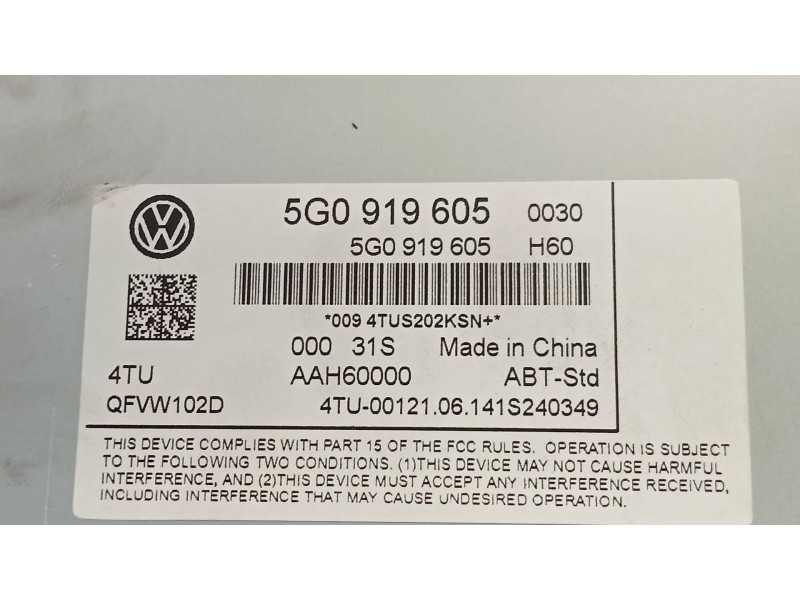 5G0 919 605 0030
5G0 919 605 H60
*009 4TUS202KSN+*
000 31S Made in China
4TU AAH60000 ABT-Std
QFVW102D 4TU-00121.06.141S240349
THIS DEVICE COMPLIES WITH PART 15 OF THE FCC RULES. OPERATION IS SUBJECT
TO THE FOLLOWING TWO CONDITIONS. (1)THIS DEVICE MAY NOT CAUSE HARMFUL
INTERFERENCE, AND (2)THIS DEVICE MUST ACCEPT ANY INTERFERENCE RECEIVED,
INCLUDING INTERFERENCE THAT MAY CAUSE UNDESIRED OPERATION.